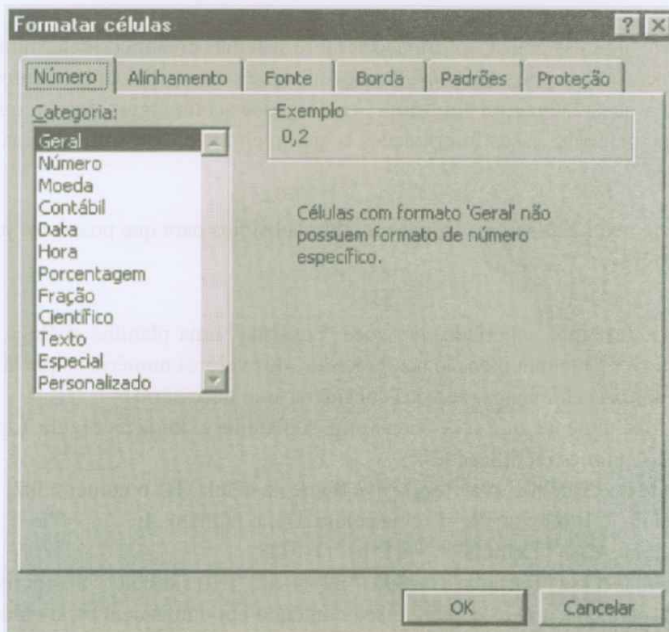 Formatar células
Número Alinhamento Fonte Borda Padrões Proteção
Categoria:
Geral
Número
Moeda
Contábil
Data
Hora
Porcentagem
Fração
Científico
Texto
Especial
Personalizado
Exemplo
0,2
Células com formato 'Geral' não
possuem formato de número
específico.
OK Cancelar